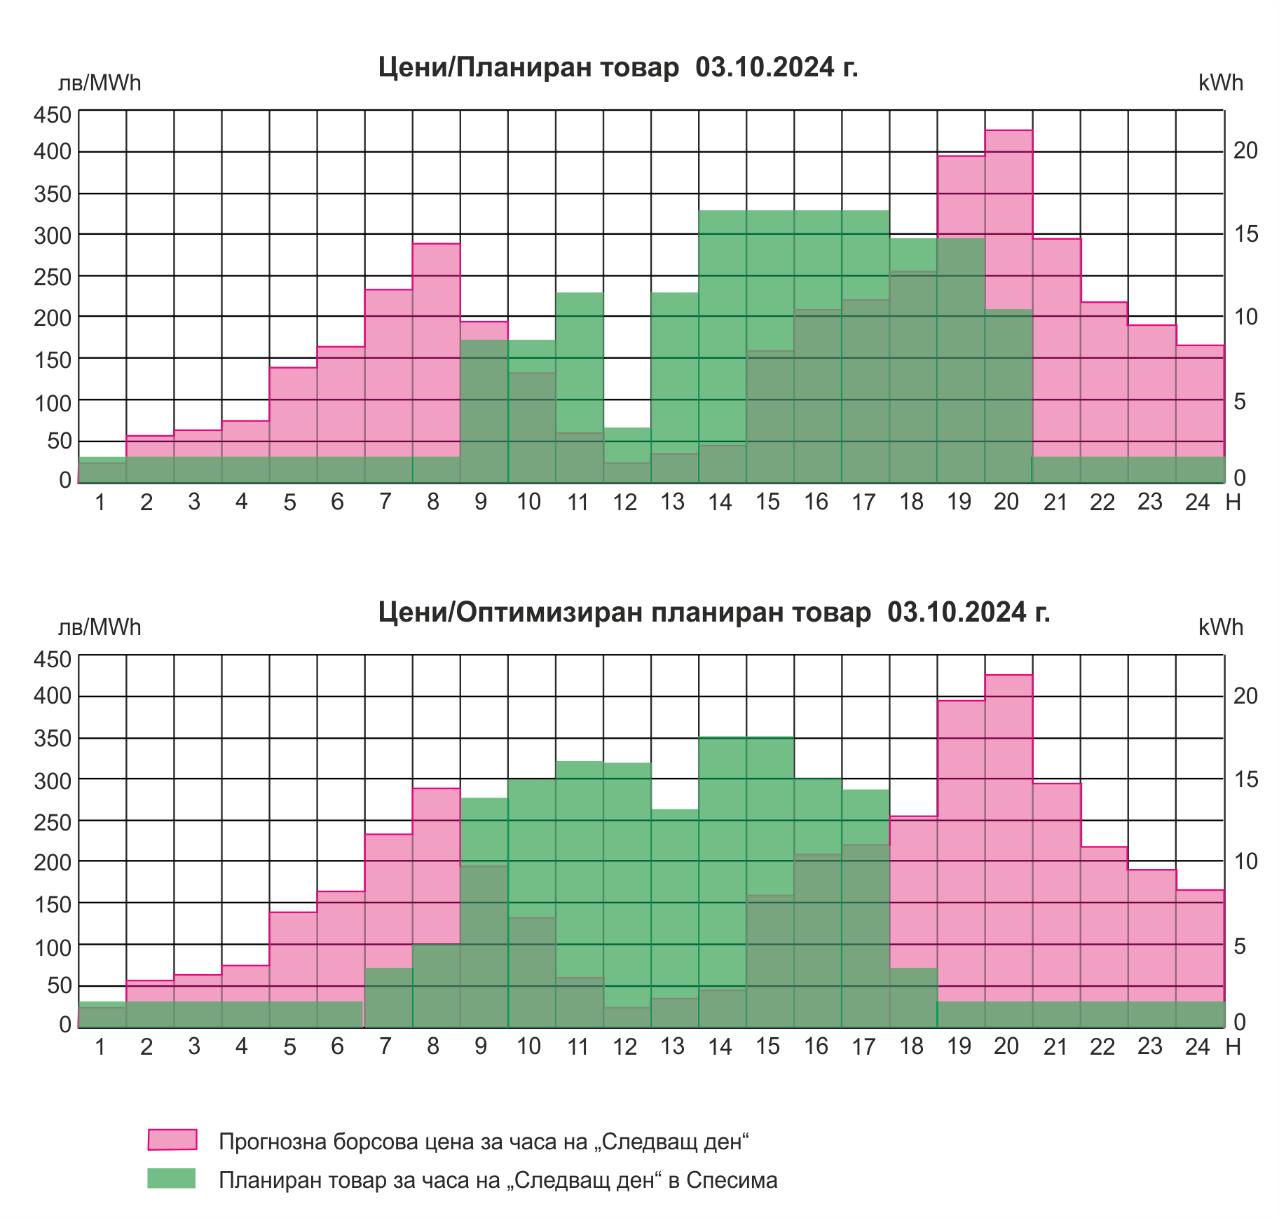 Цени/Планиран товар 03.10.2024 г.
лв/MWh kWh
450
400 20
350
300 15
250
200 10
150
100 5
50
0 0
1 2 3 4 5 6 7 8 9 10 11 12 13 14 15 16 17 18 19 20 21 22 23 24 H
Цени/Оптимизиран планиран товар 03.10.2024 г.
лв/MWh kWh
450
400 20
350
300 15
250
200 10
150
100 5
50
0 0
1 2 3 4 5 6 7 8 9 10 11 12 13 14 15 16 17 18 19 20 21 22 23 24 H
Прогнозна борсова цена за часа на „Следващ ден“
Планиран товар за часа на „Следващ ден“ в Спесима